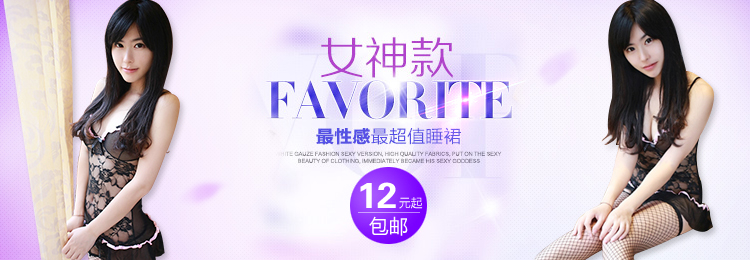 女神款
FAVORITE
最性感最超值睡裙
WHITE GAUZE FASHION SEXY VERSION, HIGH QUALITY FABRICS, PUT ON THE SEXY
BEAUTY OF CLOTHING, IMMEDIATELY BECAME HIS SEXY GODDESS
12元起
包邮